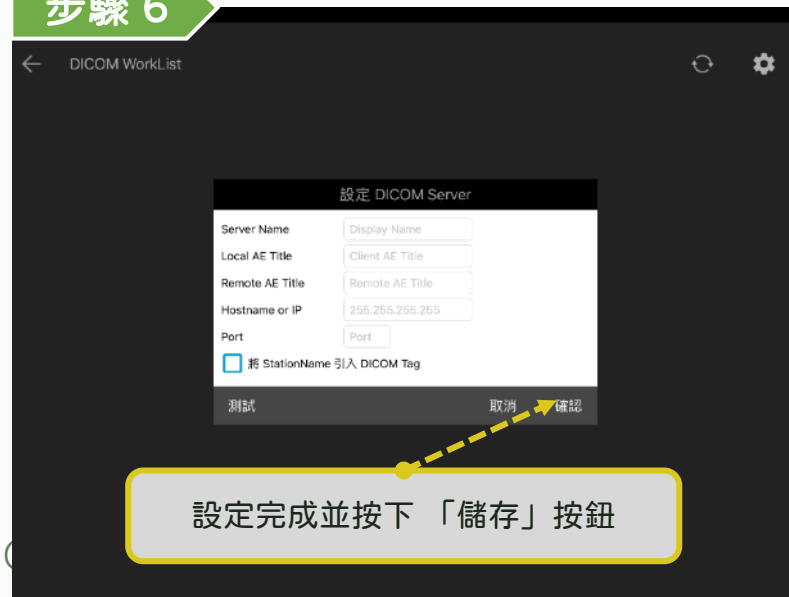 步驟 6
DICOM WorkList
設定 DICOM Server
Server Name Display Name
Local AE Title Client AE Title
Remote AE Title Remote AE Title
Hostname or IP 255.255.255.255
Port Port
將 StationName 引入 DICOM Tag
測試 取消 確認
設定完成並按下 「儲存」按鈕